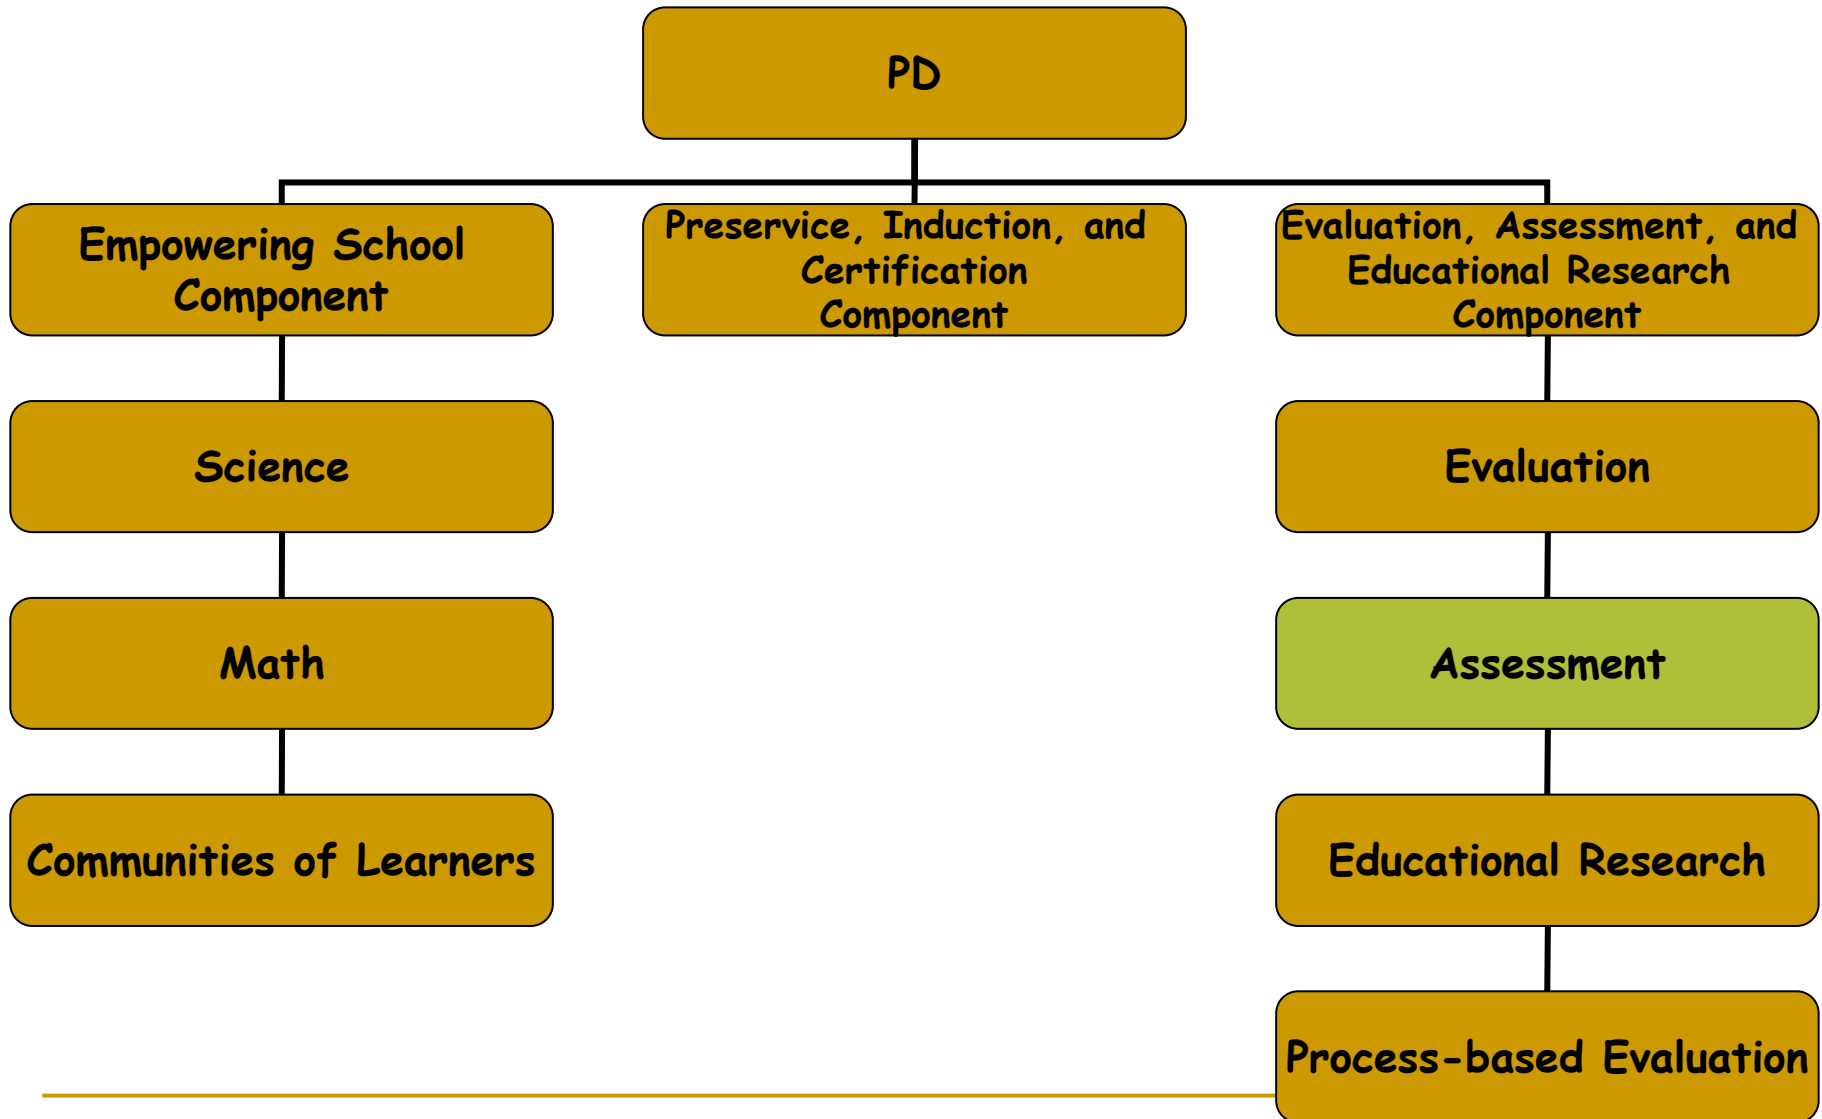 PD
Empowering School
Component
Preservice, Induction, and
Certification
Component
Evaluation, Assessment, and
Educational Research
Component
Science
Evaluation
Math
Assessment
Communities of Learners
Educational Research
Process-based Evaluation